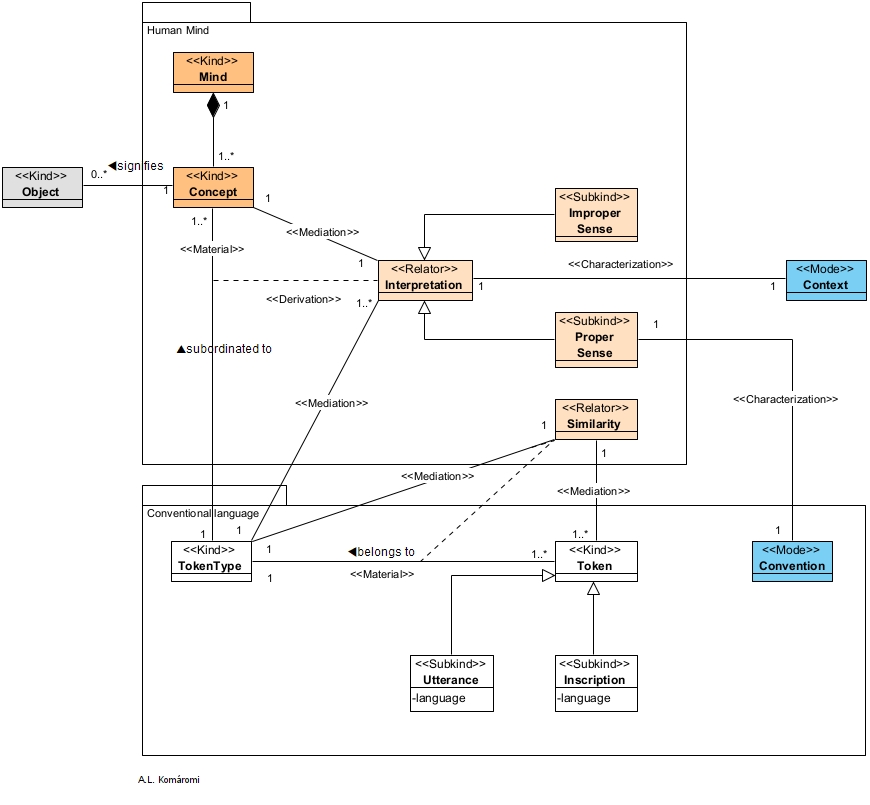 Human Mind
<<Kind>>
Mind
1
1..*
◀signifies
0..*
1
<<Kind>>
Object
<<Kind>>
Concept
1
1..*
<<Material>>
<<Mediation>>
1
<<Subkind>>
Improper
Sense
<<Relator>>
Interpretation
<<Characterization>>
1
1
<<Mode>>
Context
<<Derivation>>
1..*
<<Subkind>>
Proper
Sense
1
▲subordinated to
<<Mediation>>
<<Characterization>>
<<Relator>>
Similarity
1
1
<<Mediation>>
<<Mediation>>
Conventional language
1
1
1
1..*
1
<<Kind>>
TokenType
1
◀belongs to
<<Material>>
<<Kind>>
Token
<<Mode>>
Convention
<<Subkind>>
Utterance
-language
<<Subkind>>
Inscription
-language
1..*
A.L. Komáromi